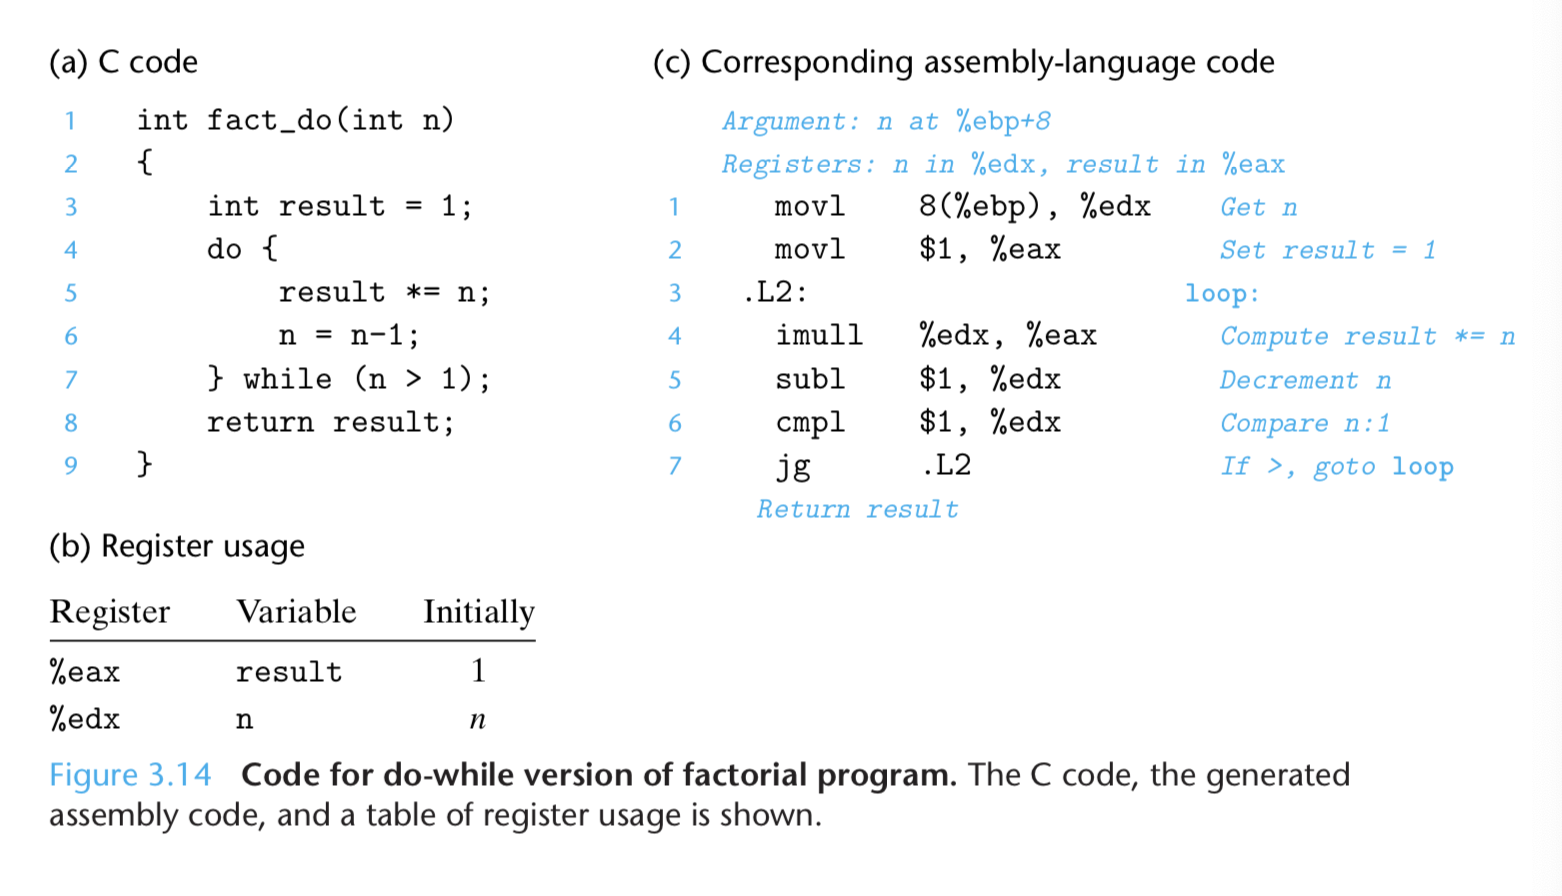 (a) C code
1 int fact_do(int n)
2 {
3 int result = 1;
4 do {
5 result *= n;
6 n = n-1;
7 } while (n > 1);
8 return result;
9 }
(b) Register usage
Register Variable Initially
%eax result 1
%edx n n
(c) Corresponding assembly-language code
Argument: n at %ebp+8
Registers: n in %edx, result in %eax
1 movl 8(%ebp), %edx Get n
2 movl $1, %eax Set result = 1
3 .L2: loop:
4 imull %edx, %eax Compute result *= n
5 subl $1, %edx Decrement n
6 cmpl $1, %edx Compare n:1
7 jg .L2 If >, goto loop
Return result
Figure 3.14 Code for do-while version of factorial program. The C code, the generated
assembly code, and a table of register usage is shown.